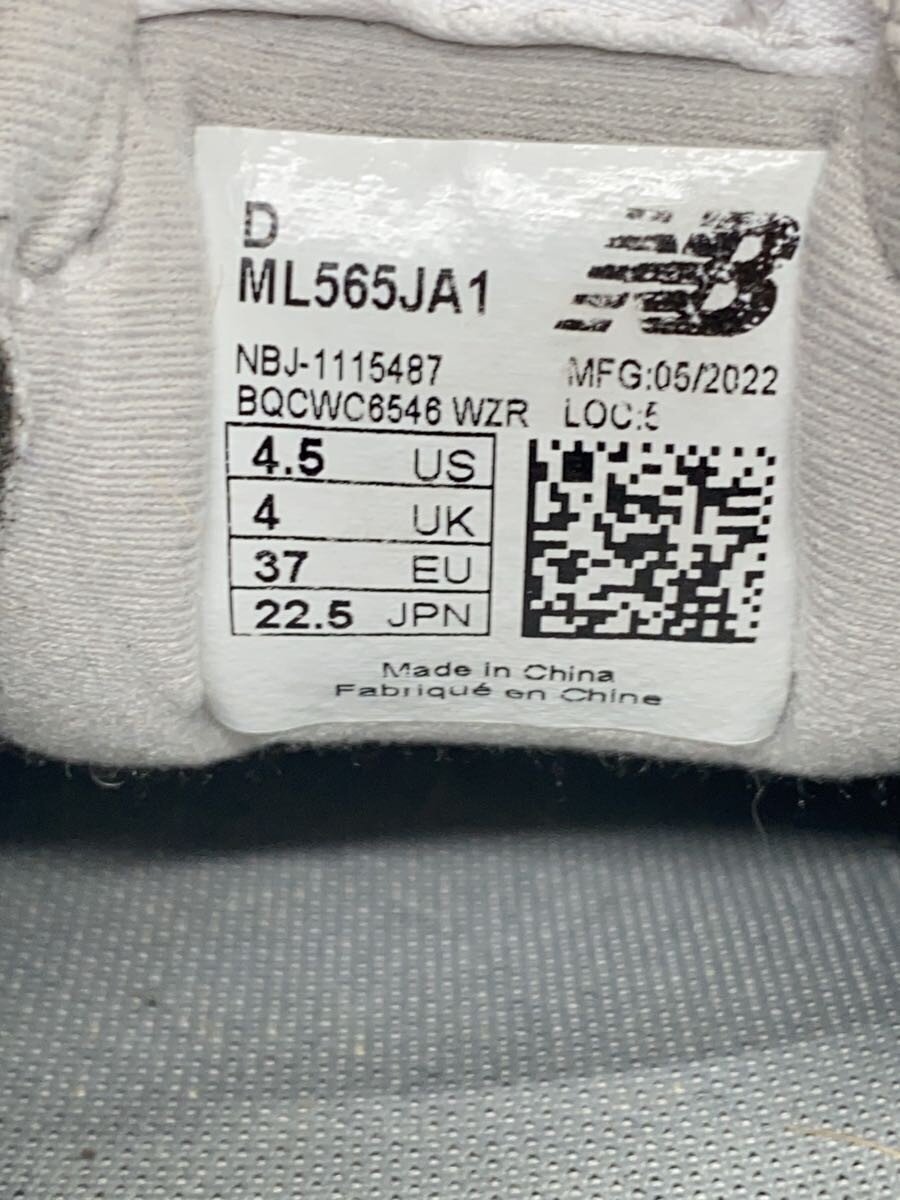 D
ML565JA1
NB
NBJ-1115487
BQCWC6546 WZR
MFG:05/2022
LOC:5
4.5 US
4 UK
37 EU
22.5 JPN
Made in China
Fabriqué en Chine